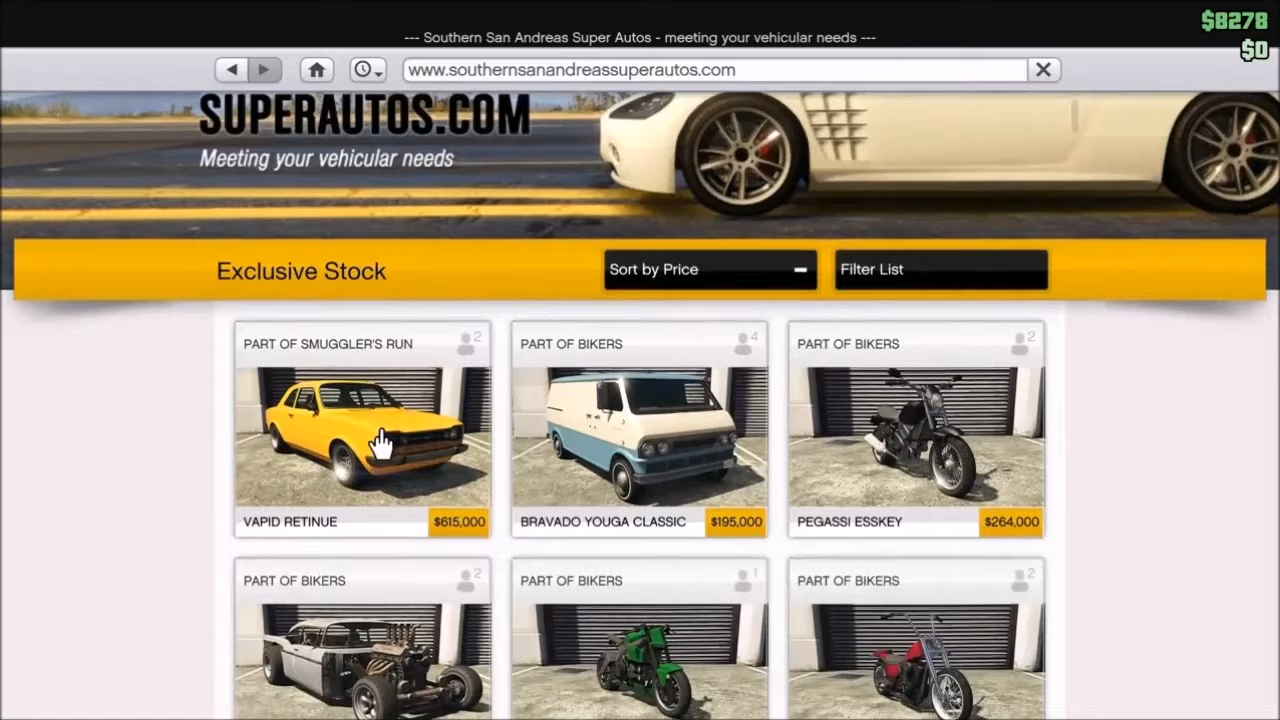 $8278
--- Southern San Andreas Super Autos - meeting your vehicular needs ---
$0
www.southernsanandreassuperautos.com
SUPERAUTOS.COM
Meeting your vehicular needs
Exclusive Stock
Sort by Price
Filter List
PART OF SMUGGLER'S RUN 2
PART OF BIKERS 4
PART OF BIKERS 2
VAPID RETINUE $615,000
BRAVADO YOUGA CLASSIC $195,000
PEGASSI ESSKEY $264,000
PART OF BIKERS 2
PART OF BIKERS 1
PART OF BIKERS 2